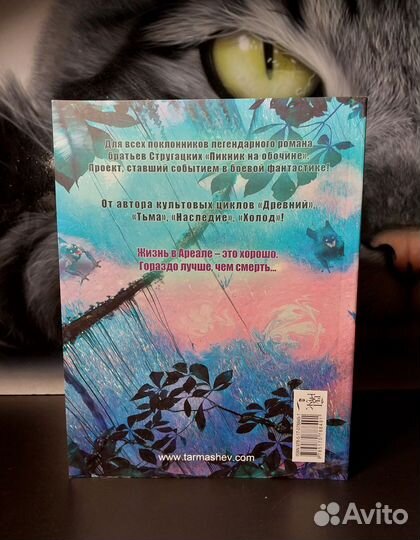 Для всех поклонников легендарного романа
братьев Стругацких «Пикник на обочине».
Проект, ставший событием в боевой фантастике!
От автора культовых циклов «Древний»,
«Тьма», «Наследие», «Холод»!
Жизнь в Ареале – это хорошо.
Гораздо лучше, чем смерть...
www.tarmashev.com
Avito